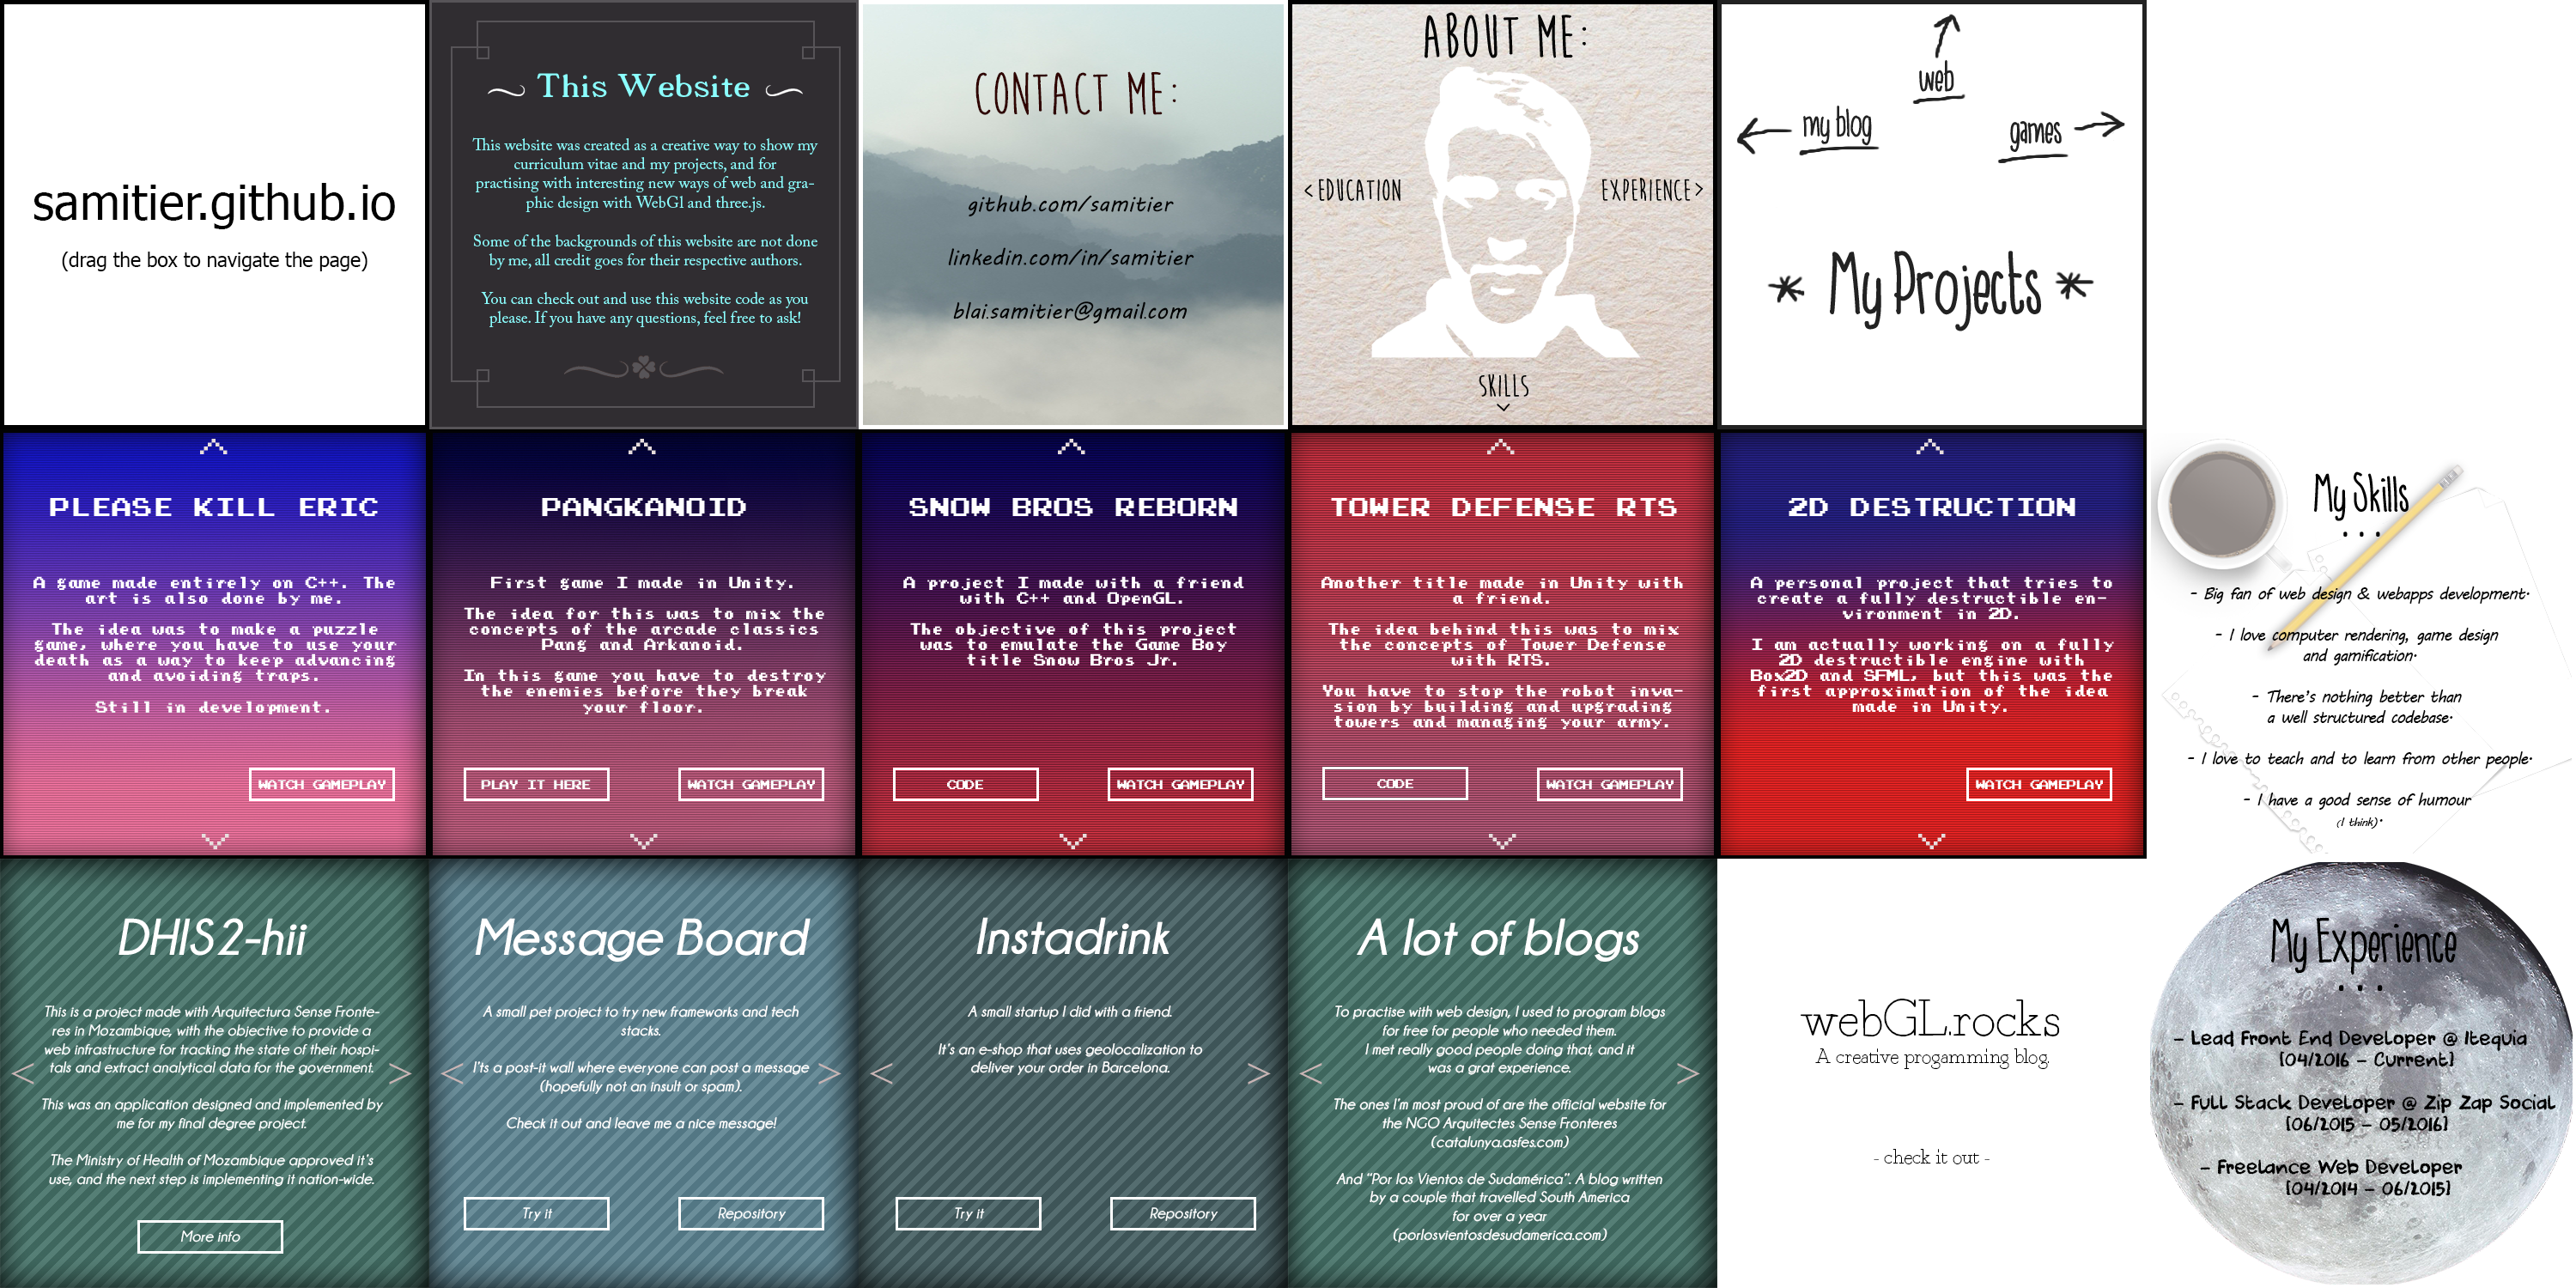 samitier.github.io
(drag the box to navigate the page)
This Website
This website was created as a creative way to show my
curriculum vitae and my projects, and for
practising with interesting new ways of web and gra-
phic design with WebGl and three.js.
Some of the backgrounds of this website are not done
by me, all credit goes for their respective authors.
You can check out and use this website code as you
please. If you have any questions, feel free to ask!
CONTACT ME:
github.com/samitier
linkedin.com/in/samitier
blai.samitier@gmail.com
ABOUT ME:
<EDUCATION
EXPERIENCE>
SKILLS
web
my blog
games
* My Projects *
PLEASE KILL ERIC
A game made entirely on C++. The
art is also done by me.
The idea was to make a puzzle
game, where you have to use your
death as a way to keep advancing
and avoiding traps.
Still in development.
WATCH GAMEPLAY
PANGKANOID
First game I made in Unity.
The idea for this was to mix the
concepts of the arcade classics
Pang and Arkanoid.
In this game you have to destroy
the enemies before they break
your floor.
PLAY IT HERE
WATCH GAMEPLAY
SNOW BROS REBORN
A project I made with a friend
with C++ and OpenGL.
The objective of this project
was to emulate the Game Boy
title Snow Bros Jr.
CODE
WATCH GAMEPLAY
TOWER DEFENSE RTS
Another title made in Unity with
a friend.
The idea behind this was to mix
the concepts of Tower Defense
with RTS.
You have to stop the robot inva-
sion by building and upgrading
towers and managing your army.
CODE
WATCH GAMEPLAY
2D DESTRUCTION
A personal project that tries to
create a fully destructible en-
vironment in 2D.
I am actually working on a fully
2D destructible engine with
Box2D and SFML, but this was the
first approximation of the idea
made in Unity.
WATCH GAMEPLAY
My Skills
...
- Big fan of web design & webapps development.
- I love computer rendering, game design
and gamification.
- There's nothing better than
a well structured codebase.
- I love to teach and to learn from other people.
- I have a good sense of humour
(I think).
DHIS2-hii
This is a project made with Arquitectura Sense Fronte-
res in Mozambique, with the objective to provide a
web infrastructure for tracking the state of their hospi-
tals and extract analytical data for the government.
This was an application designed and implemented by
me for my final degree project.
The Ministry of Health of Mozambique approved it's
use, and the next step is implementing it nation-wide.
More info
Message Board
A small pet project to try new frameworks and tech
stacks.
I'ts a post-it wall where everyone can post a message
(hopefully not an insult or spam).
Check it out and leave me a nice message!
Try it
Repository
Instadrink
A small startup I did with a friend.
It's an e-shop that uses geolocalization to
deliver your order in Barcelona.
Try it
Repository
A lot of blogs
To practise with web design, I used to program blogs
for free for people who needed them.
I met really good people doing that, and it
was a grat experience.
The ones I'm most proud of are the official website for
the NGO Arquitectes Sense Fronteres
(catalunya.asfes.com)
And "Por los Vientos de Sudamérica". A blog written
by a couple that travelled South America
for over a year
(porlosvientosdesudamerica.com)
webGL.rocks
A creative progamming blog.
- check it out -
My Experience
...
- Lead Front End Developer @ Itequia
[04/2016 - Current]
- Full Stack Developer @ Zip Zap Social
[06/2015 - 05/2016]
- Freelance Web Developer
[04/2014 - 06/2015]